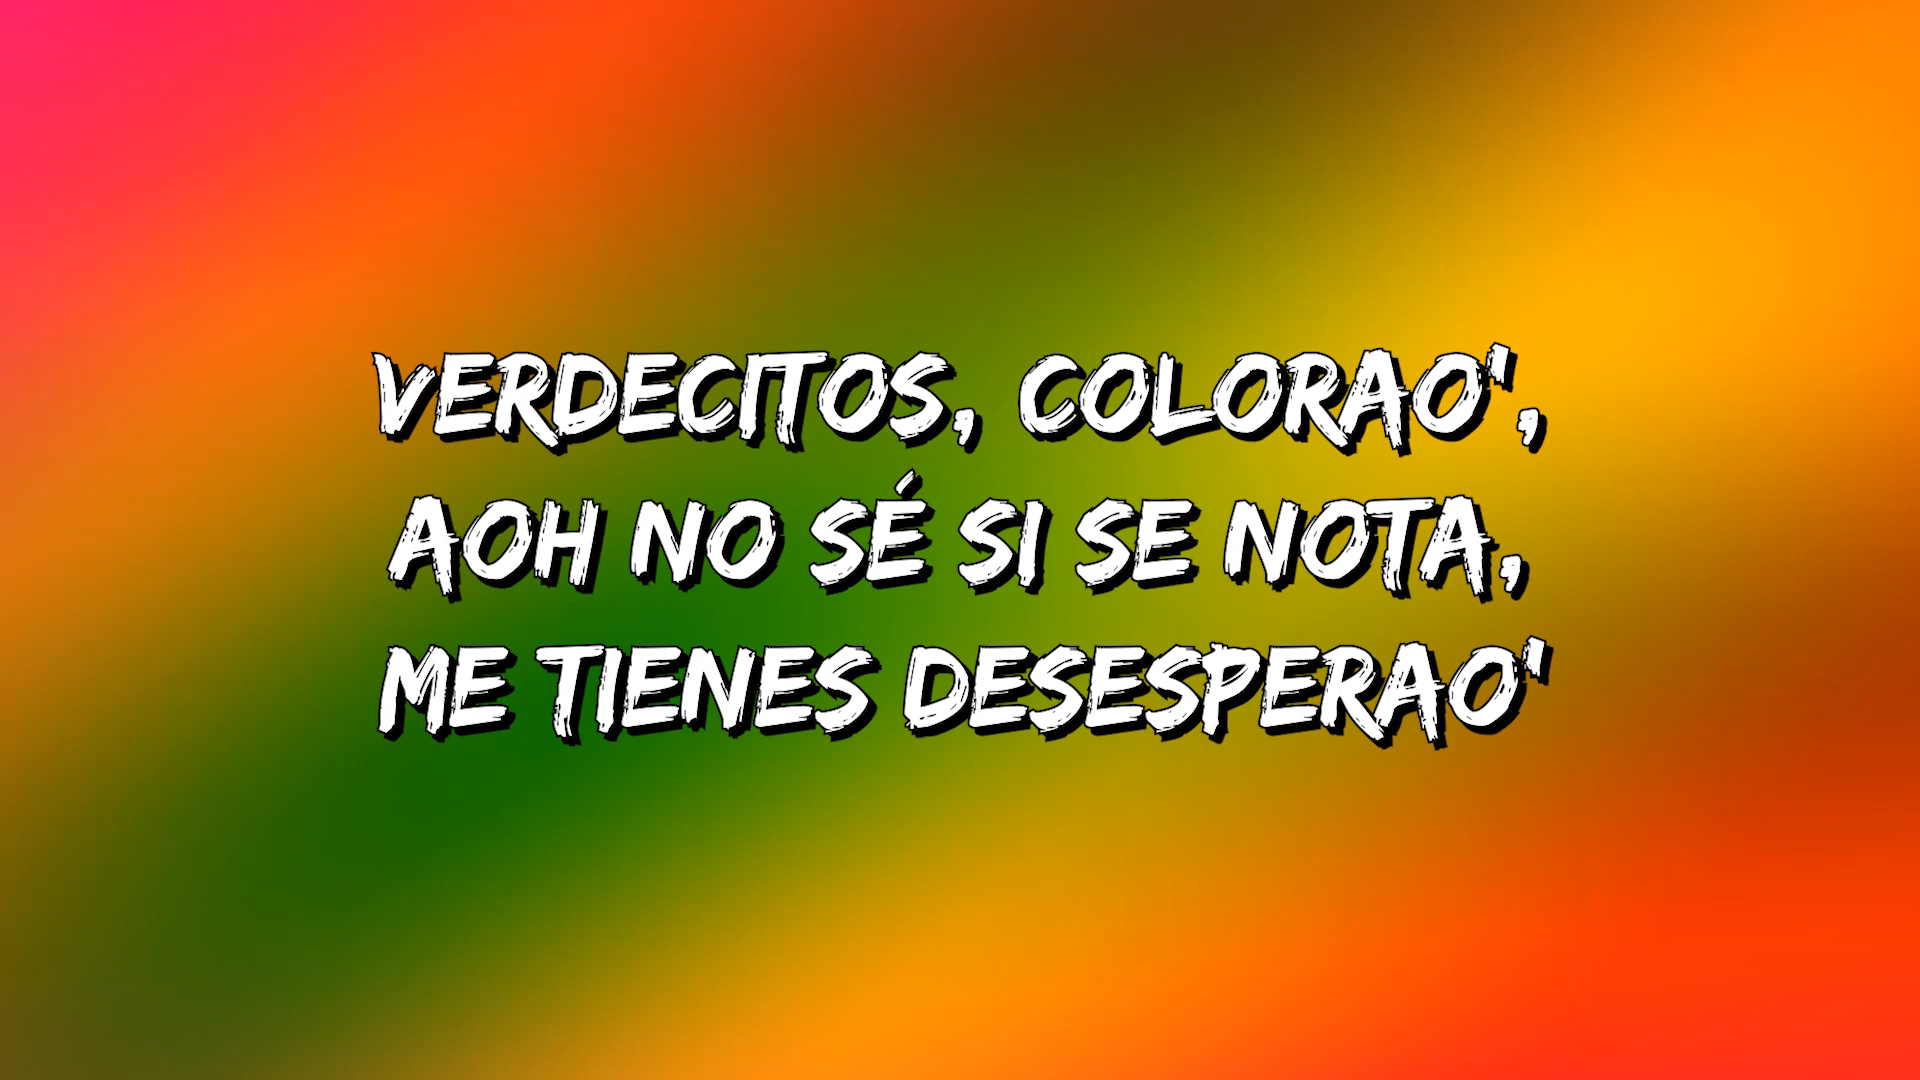 VERDECITOS, COLORAO',
AOH NO SÉ SI SE NOTA,
ME TIENES DESESPERAO'